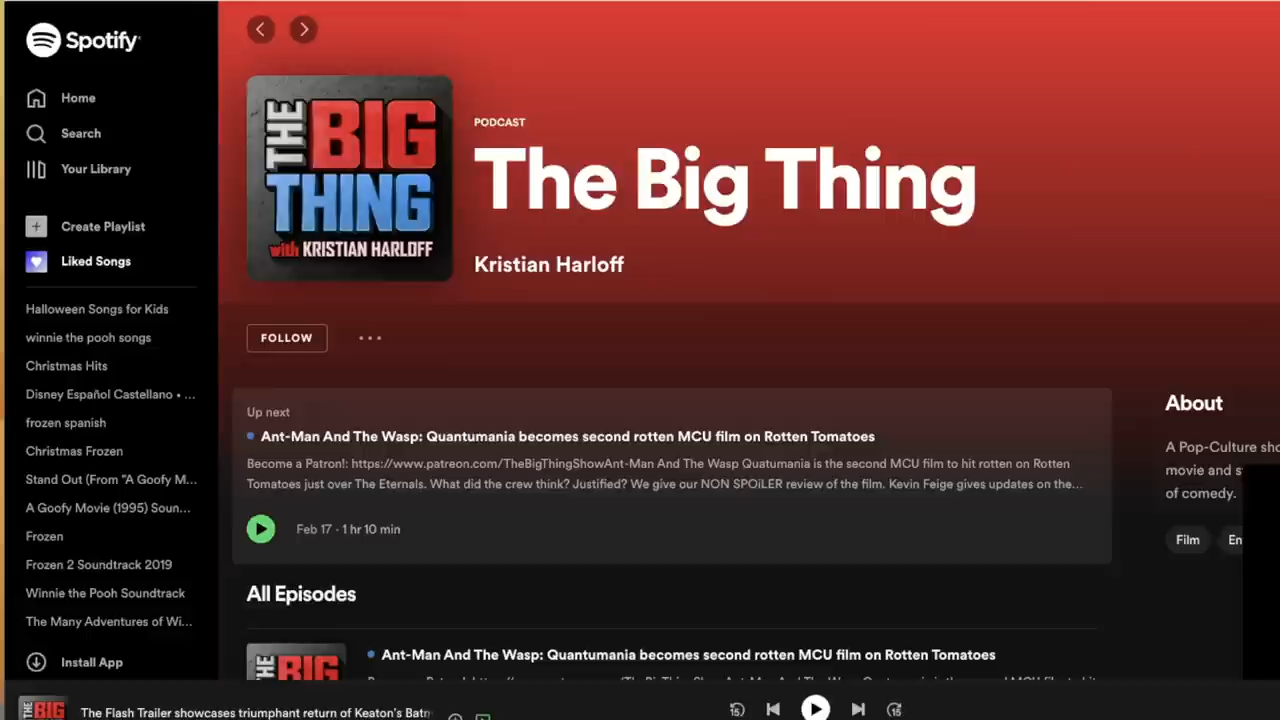 Spotify
Home
Search
Your Library
Create Playlist
Liked Songs
Halloween Songs for Kids
winnie the pooh songs
Christmas Hits
Disney Español Castellano • ...
frozen spanish
Christmas Frozen
Stand Out (From "A Goofy M...
A Goofy Movie (1995) Soun...
Frozen
Frozen 2 Soundtrack 2019
Winnie the Pooh Soundtrack
The Many Adventures of Wi...
Install App
THE BIG
THING
with KRISTIAN HARLOFF
PODCAST
The Big Thing
Kristian Harloff
FOLLOW
Up next
Ant-Man And The Wasp: Quantumania becomes second rotten MCU film on Rotten Tomatoes
Become a Patron!: https://www.patreon.com/TheBigThingShowAnt-Man And The Wasp Quatumania is the second MCU film to hit rotten on Rotten
Tomatoes just over The Eternals. What did the crew think? Justified? We give our NON SPOiLER review of the film. Kevin Feige gives updates on the...
Feb 17 · 1 hr 10 min
About
A Pop-Culture
movie and
of comedy.
Film
All Episodes
THE BIG
Ant-Man And The Wasp: Quantumania becomes second rotten MCU film on Rotten Tomatoes
THE BIG
The Flash Trailer showcases triumphant return of Keaton's
15
15